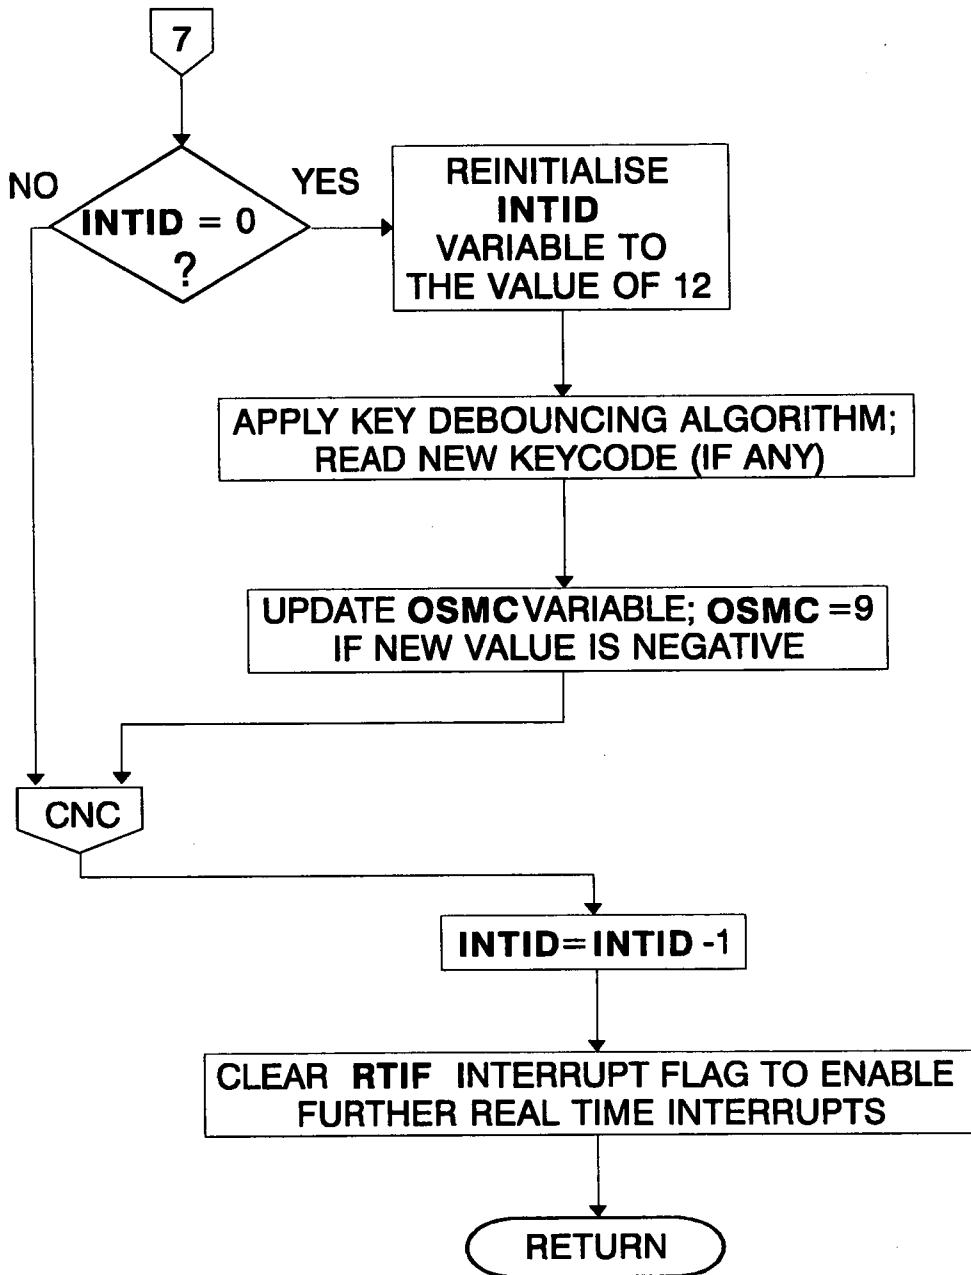 7
NO
YES
INTID = 0
?
REINITIALISE
INTID
VARIABLE TO
THE VALUE OF 12
APPLY KEY DEBOUNCING ALGORITHM;
READ NEW KEYCODE (IF ANY)
UPDATE OSMC VARIABLE; OSMC =9
IF NEW VALUE IS NEGATIVE
CNC
INTID=INTID -1
CLEAR RTIF INTERRUPT FLAG TO ENABLE
FURTHER REAL TIME INTERRUPTS
RETURN